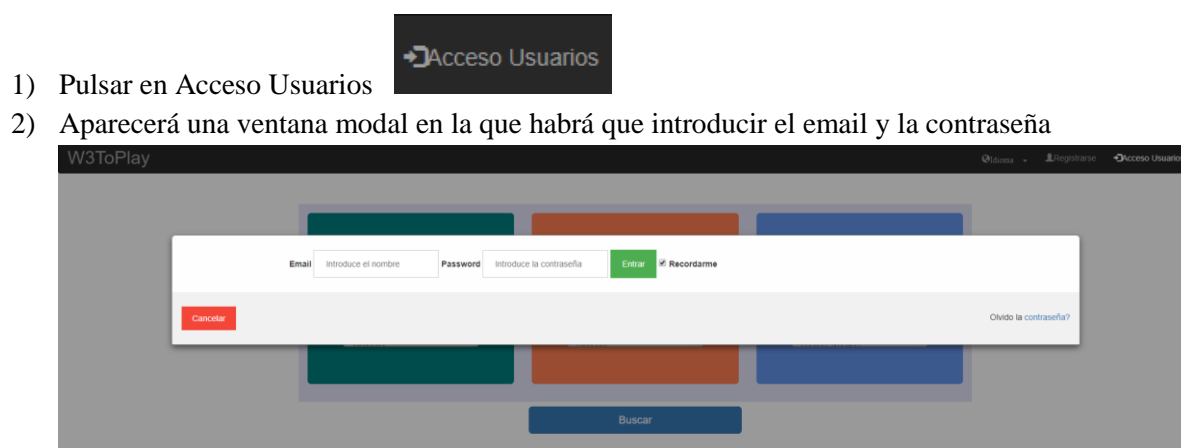 Acceso Usuarios
1) Pulsar en Acceso Usuarios
2) Aparecerá una ventana modal en la que habrá que introducir el email y la contraseña
W3ToPlay Idioma Registrarse Acceso Usuario
Email Introduce el nombre Password Introduce la contraseña Entrar Recordarme
Cancelar Olvido la contraseña?
Buscar